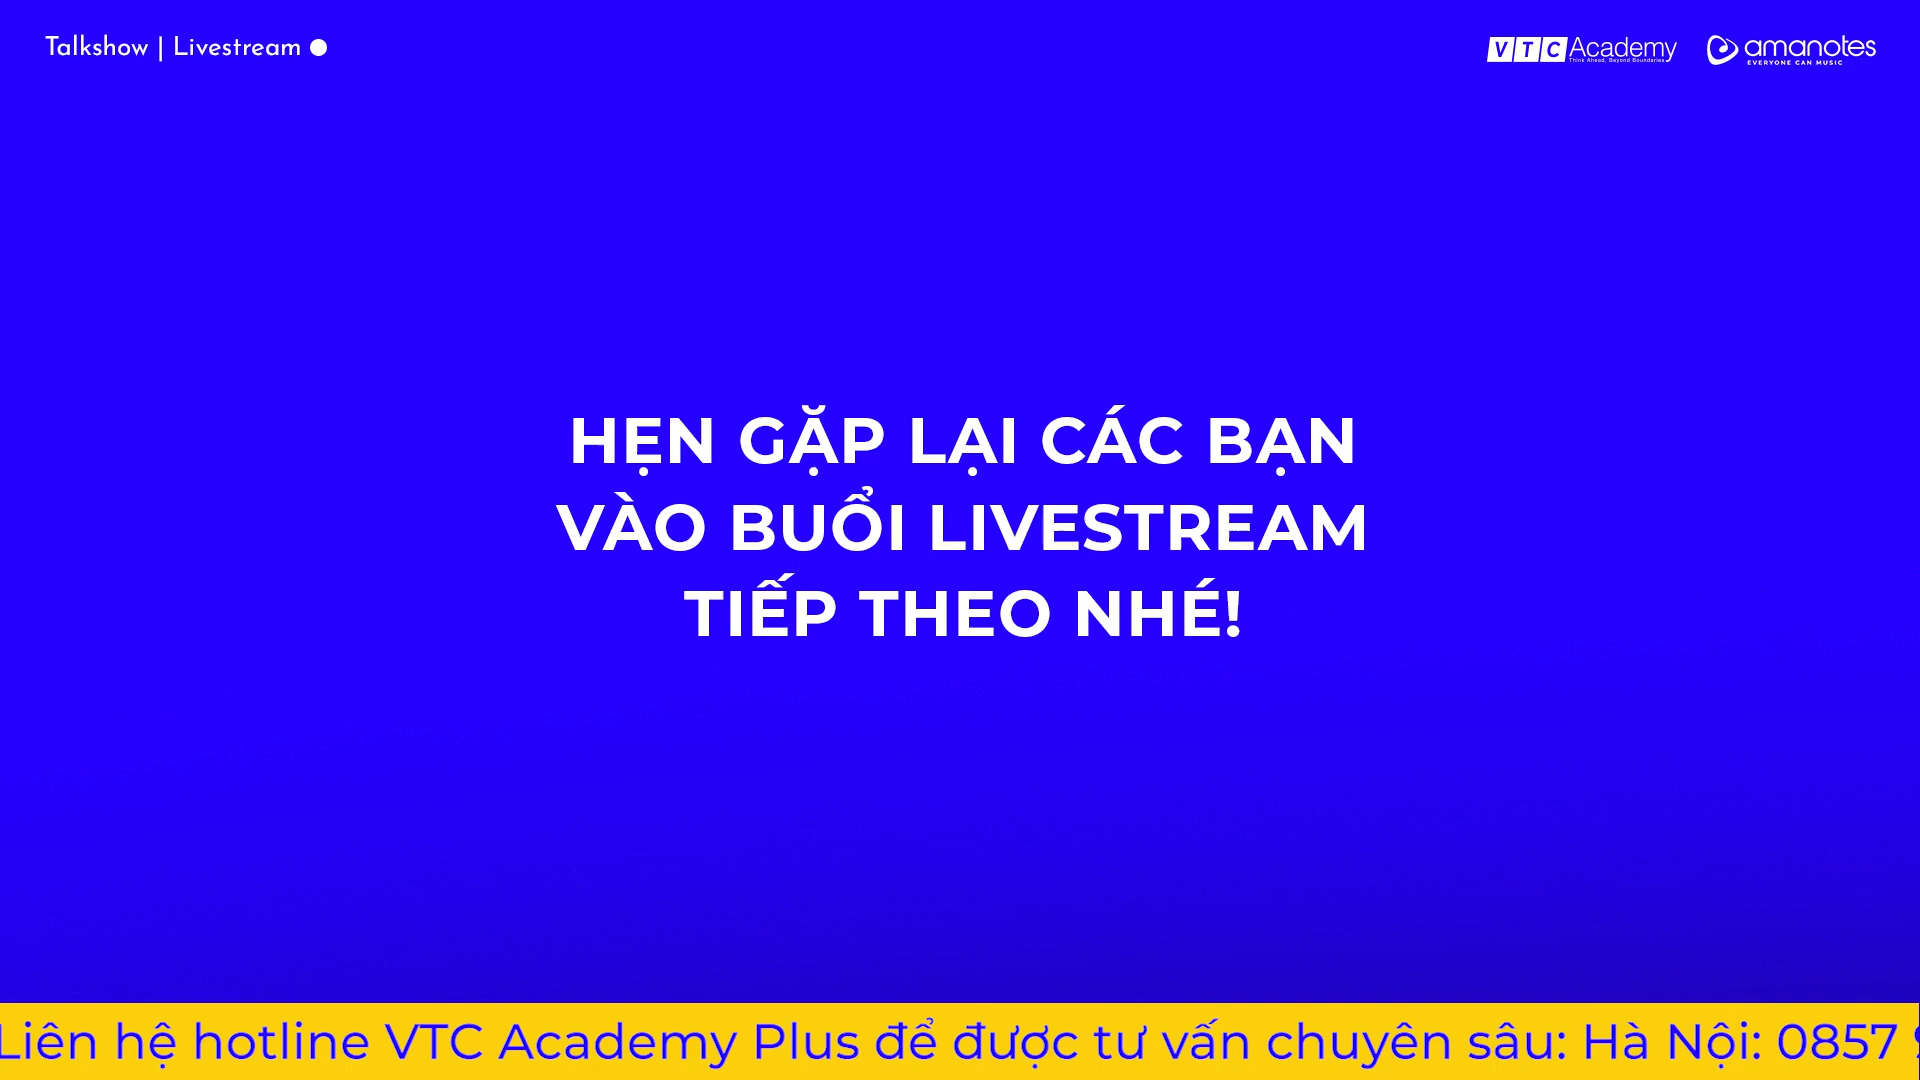 Talkshow | Livestream
VTC Academy
Think Ahead, Beyond Boundaries
amanotes
EVERYONE CAN MUSIC
HẸN GẶP LẠI CÁC BẠN
VÀO BUỔI LIVESTREAM
TIẾP THEO NHÉ!
Liên hệ hotline VTC Academy Plus để được tư vấn chuyên sâu: Hà Nội: 0857